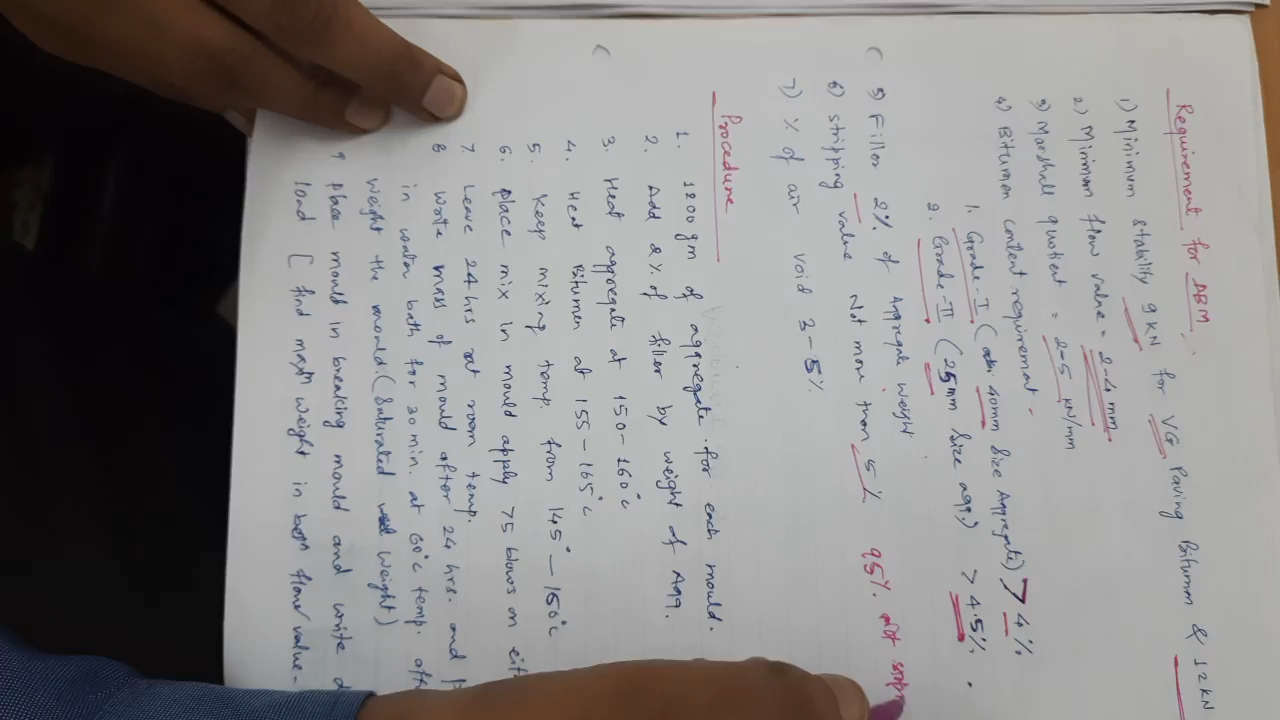 Requirement for DBM
1) Minimum stability 9 KN for VG Paving Bitumen & 12 KN
2) Minimum flow value = 2-4 mm
3) Marshall quotient = 2-5 KN/mm
4) Bitumen content requirement -
1. Grade-I ( 40mm Size Aggregate) > 4%
2. Grade-II (25mm Size agg.) > 4.5%.
5) Filler 2% of Aggregate weight
6) stripping value Not more than 5% 95% not
7) % of air void 3-5%
Procedure
1. 1200 gm of aggregate for each mould.
2. Add 2% of filler by weight of Agg.
3. Heat aggregate at 150-160°c
4. Heat Bitumen at 155-165°c
5. Keep mixing temp. from 145°-150°c
6. place mix in mould apply 75 blows on
7 Leave 24 hrs at room temp.
8 write mass of mould after 24 hrs. and
in water bath for 30 min. at 60°c temp.
weight the mould. (Saturated weight)
9 place mould in breaking mould and write
load [ find maxm weight in flow value-